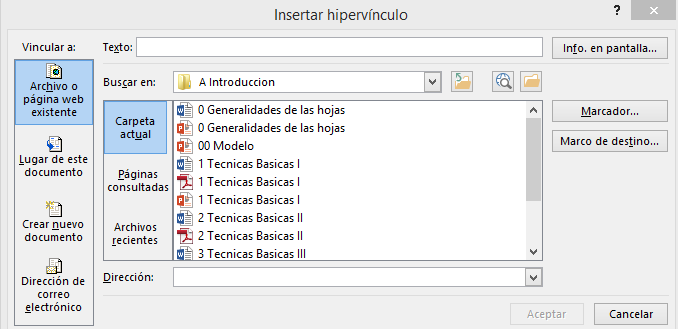 Insertar hipervínculo
?
Vincular a:
Texto:
Info. en pantalla...
Archivo o
página web
existente
Buscar en:
A Introduccion
Carpeta
actual
0 Generalidades de las hojas
0 Generalidades de las hojas
00 Modelo
1 Tecnicas Basicas I
1 Tecnicas Basicas I
1 Tecnicas Basicas I
2 Tecnicas Basicas II
2 Tecnicas Basicas II
3 Tecnicas Basicas III
Marcador...
Marco de destino...
Lugar de este
documento
Páginas
consultadas
Crear nuevo
documento
Archivos
recientes
Dirección de
correo
electrónico
Dirección:
Aceptar
Cancelar